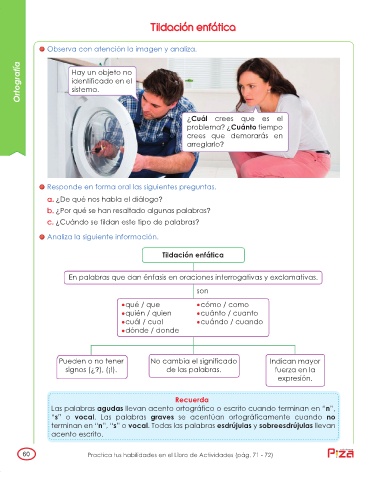 Tildación enfática
Ortografía
Observa con atención la imagen y analiza.
Hay un objeto no
identificado en el
sistema.
¿Cuál crees que es el
problema? ¿Cuánto tiempo
crees que demorarás en
arreglarlo?
Responde en forma oral las siguientes preguntas.
a. ¿De qué nos habla el diálogo?
b. ¿Por qué se han resaltado algunas palabras?
c. ¿Cuándo se tildan este tipo de palabras?
Analiza la siguiente información.
Tildación enfática
En palabras que dan énfasis en oraciones interrogativas y exclamativas.
son
qué / que
quién / quien
cuál / cual
dónde / donde
cómo / como
cuánto / cuanto
cuándo / cuando
Pueden o no tener
signos (¿?), (¡!).
No cambia el significado
de las palabras.
Indican mayor
fuerza en la
expresión.
Recuerda
Las palabras agudas llevan acento ortográfico o escrito cuando terminan en "n",
"s" o vocal. Las palabras graves se acentúan ortográficamente cuando no
terminan en "n", "s" o vocal. Todas las palabras esdrújulas y sobreesdrújulas llevan
acento escrito.
60
Practica tus habilidades en el Libro de Actividades (pág. 71 - 72)